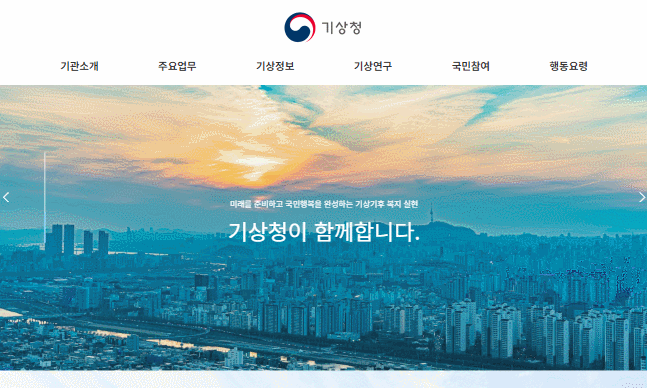 기상청
기관소개 주요업무 기상정보 기상연구 국민참여 행동요령
미래를 준비하고 국민행복을 완성하는 기상기후 복지 실현
기상청이 함께합니다.